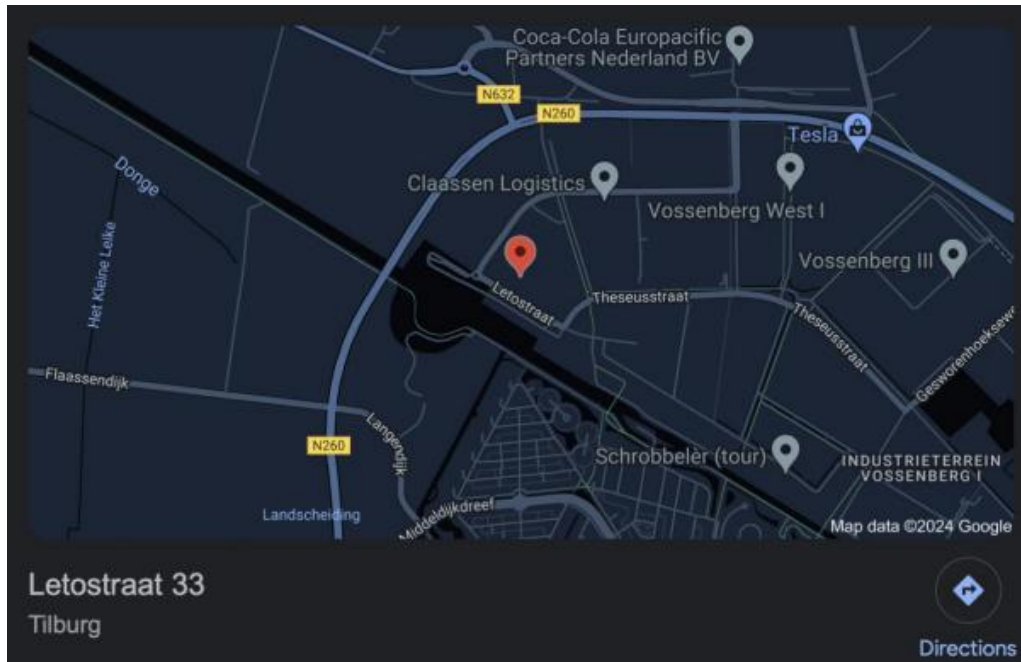 Coca-Cola Europacific
Partners Nederland BV
N632
N260
Tesla
Donge
Claassen Logistics
Vossenberg West I
Het Kleine Leike
Vossenberg III
Letostraat
Theseusstraat
Theseusstraat
Gesworenhoeksew
Flaassendijk
Langendijk
N260
Schrobbelèr (tour)
INDUSTRIETERREIN
VOSSENBERG I
Landscheiding
Middeldijkdreef
Map data ©2024 Google
Letostraat 33
Tilburg
Directions